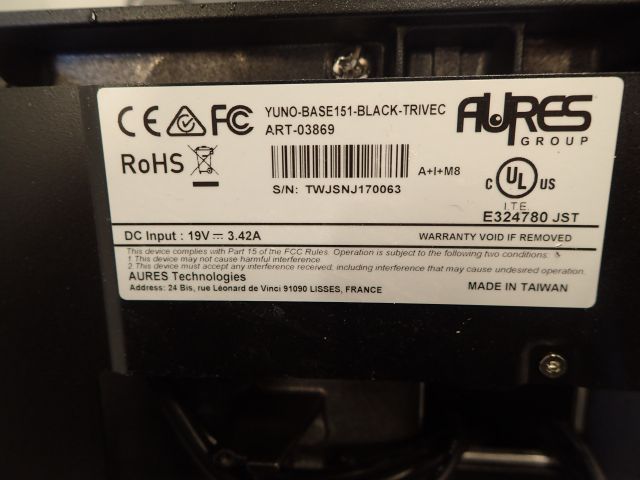 CE FC YUNO-BASE151-BLACK-TRIVEC
ART-03869
AURES
GROUP
RoHS
A+I+M8
S/N: TWJSNJ170063
C UL US
I.T.E.
E324780 JST
DC Input : 19V ⎓ 3.42A
WARRANTY VOID IF REMOVED
This device complies with Part 15 of the FCC Rules. Operation is subject to the following two conditions:
1.This device may not cause harmful interference.
2.This device must accept any interference received, including interference that may cause undesired operation.
AURES Technologies
Address: 24 Bis, rue Léonard de Vinci 91090 LISSES, FRANCE
MADE IN TAIWAN